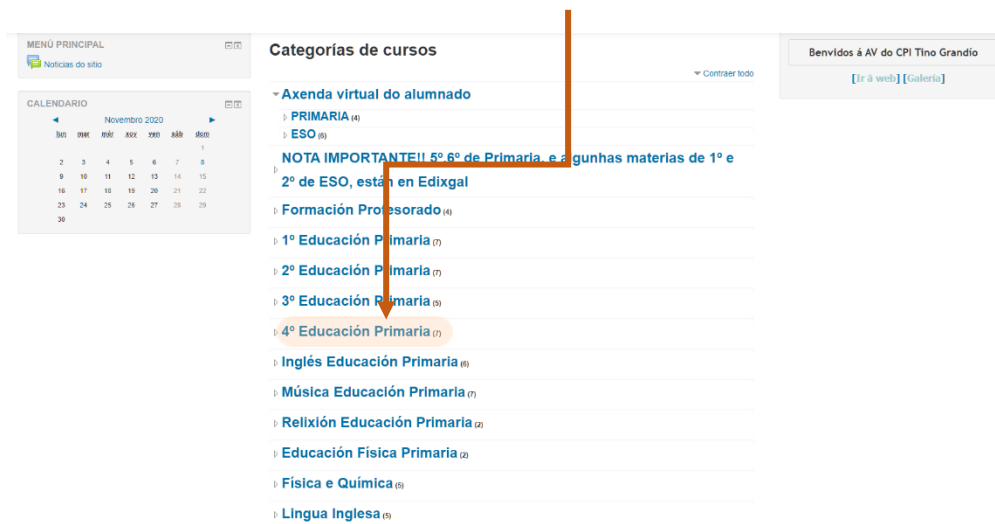 MENÚ PRINCIPAL
Noticias do sitio
CALENDARIO
◄ Novembro 2020 ►
lun mar mér xov ven sáb dom
1
2 3 4 5 6 7 8
9 10 11 12 13 14 15
16 17 18 19 20 21 22
23 24 25 26 27 28 29
30
Categorías de cursos
Contraer todo
Axenda virtual do alumnado
PRIMARIA (4)
ESO (6)
NOTA IMPORTANTE!! 5º,6º de Primaria, e algunhas materias de 1º e
2º de ESO, están en Edixgal
Formación Profesorado (4)
1º Educación Primaria (7)
2º Educación Primaria (7)
3º Educación Primaria (5)
4º Educación Primaria (7)
Inglés Educación Primaria (6)
Música Educación Primaria (7)
Relixión Educación Primaria (2)
Educación Física Primaria (2)
Física e Química (5)
Lingua Inglesa (5)
Benvidos á AV do CPI Tino Grandío
[Ir á web] [Galería]